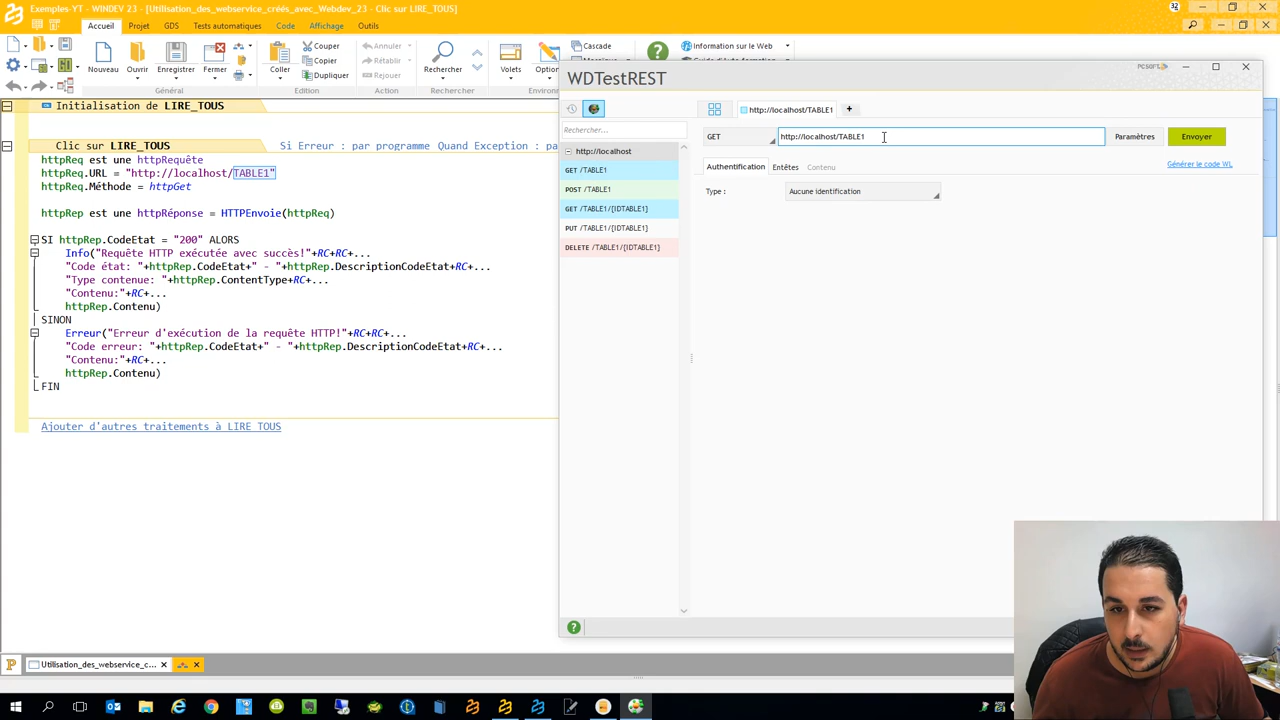 Exemples-YT - WINDEV 23 - [Utilisation_des_webservice_créés_avec_Webdev_23 - Clic sur LIRE_TOUS]
32
Accueil Projet GDS Tests automatiques Code Affichage Outils
Nouveau Ouvrir Enregistrer Fermer
Général
Coller
Couper
Copier
Dupliquer
Edition
Annuler
Rétablir
Rejouer
Rechercher
Rechercher
Volets
Cascade
Information sur le Web
WDTestREST
PCSOFT
Rechercher...
http://localhost
GET /TABLE1
POST /TABLE1
GET /TABLE1/{IDTABLE1}
PUT /TABLE1/{IDTABLE1}
DELETE /TABLE1/{IDTABLE1}
http://localhost/TABLE1 +
GET http://localhost/TABLE1 Paramètres Envoyer
Authentification Entêtes Contenu Générer le code WL
Type : Aucune identification
Initialisation de LIRE_TOUS
Clic sur LIRE_TOUS Si Erreur : par programme Quand Exception : pa
httpReq est une httpRequête
httpReq.URL = "http://localhost/TABLE1"
httpReq.Méthode = httpGet
httpRep est une httpRéponse = HTTPEnvoie(httpReq)
SI httpRep.CodeEtat = "200" ALORS
Info("Requête HTTP exécutée avec succès!"+RC+RC+...
"Code état: "+httpRep.CodeEtat+" - "+httpRep.DescriptionCodeEtat+RC+...
"Type contenue: "+httpRep.ContentType+RC+...
"Contenu:"+RC+...
httpRep.Contenu)
SINON
Erreur("Erreur d'exécution de la requête HTTP!"+RC+RC+...
"Code erreur: "+httpRep.CodeEtat+" - "+httpRep.DescriptionCodeEtat+RC+...
"Contenu:"+RC+...
httpRep.Contenu)
FIN
Ajouter d'autres traitements à LIRE TOUS
Utilisation_des_webservice_c...